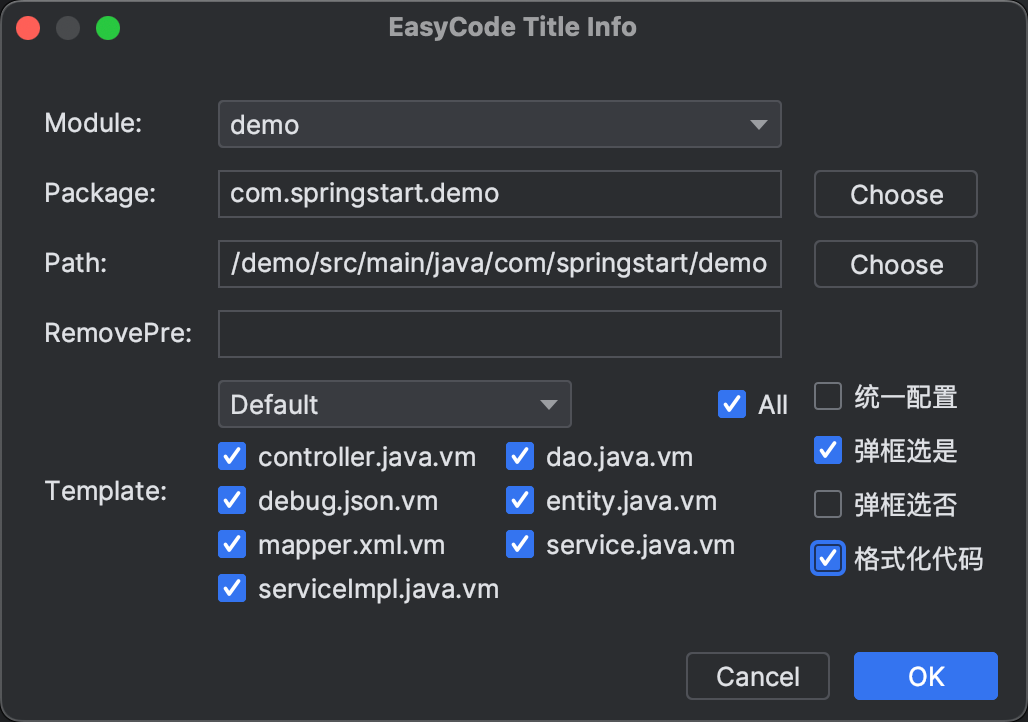 EasyCode Title Info
Module: demo
Package: com.springstart.demo Choose
Path: /demo/src/main/java/com/springstart/demo Choose
RemovePre:
Default All 统一配置
controller.java.vm dao.java.vm 弹框选是
Template: debug.json.vm entity.java.vm 弹框选否
mapper.xml.vm service.java.vm 格式化代码
serviceImpl.java.vm
Cancel OK